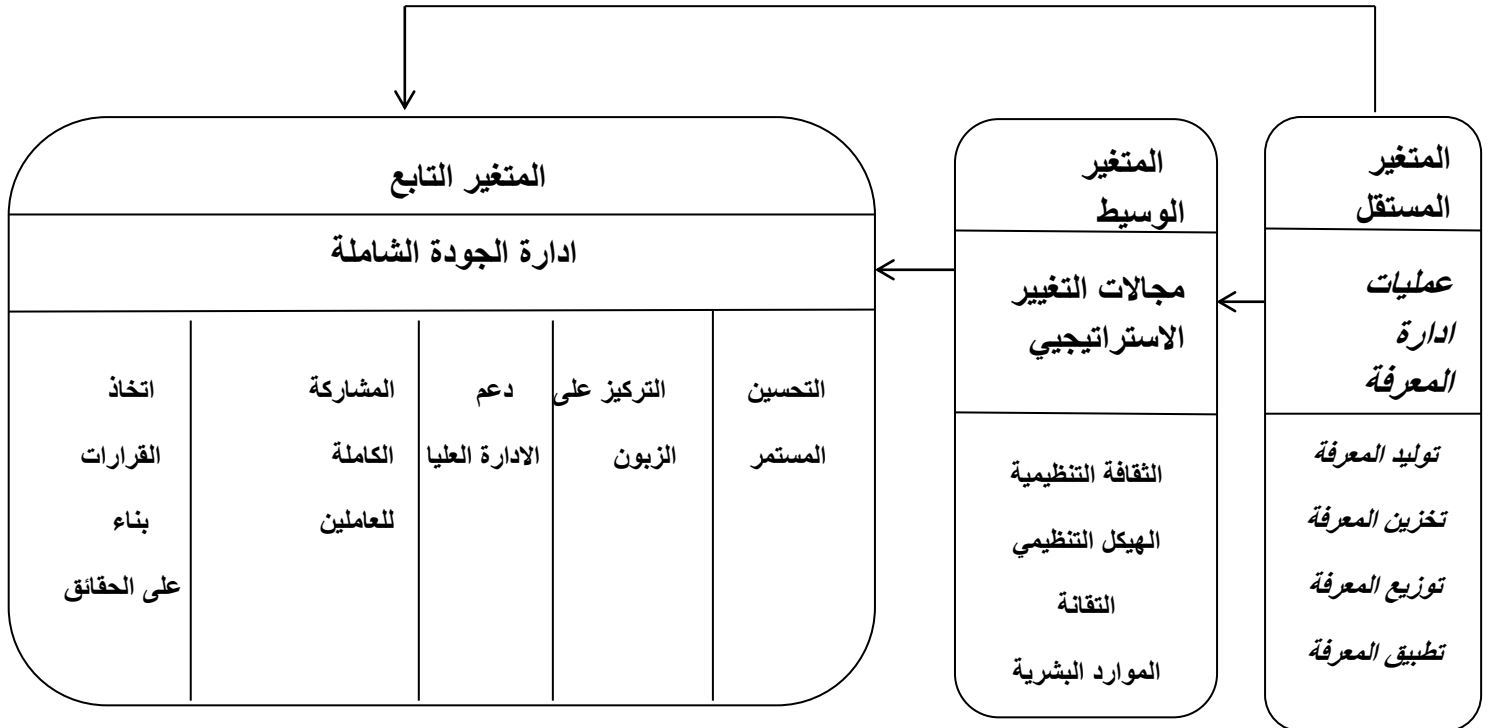 المتغير
المستقل
عمليات
ادارة
المعرفة
توليد المعرفة
تخزين المعرفة
توزيع المعرفة
تطبيق المعرفة
المتغير
الوسيط
مجالات التغيير
الاستراتيجيي
الثقافة التنظيمية
الهيكل التنظيمي
التقانة
الموارد البشرية
المتغير التابع
ادارة الجودة الشاملة
التحسين
المستمر
التركيز على
الزبون
دعم
الادارة العليا
المشاركة
الكاملة
للعاملين
اتخاذ
القرارات
بناء
على الحقائق